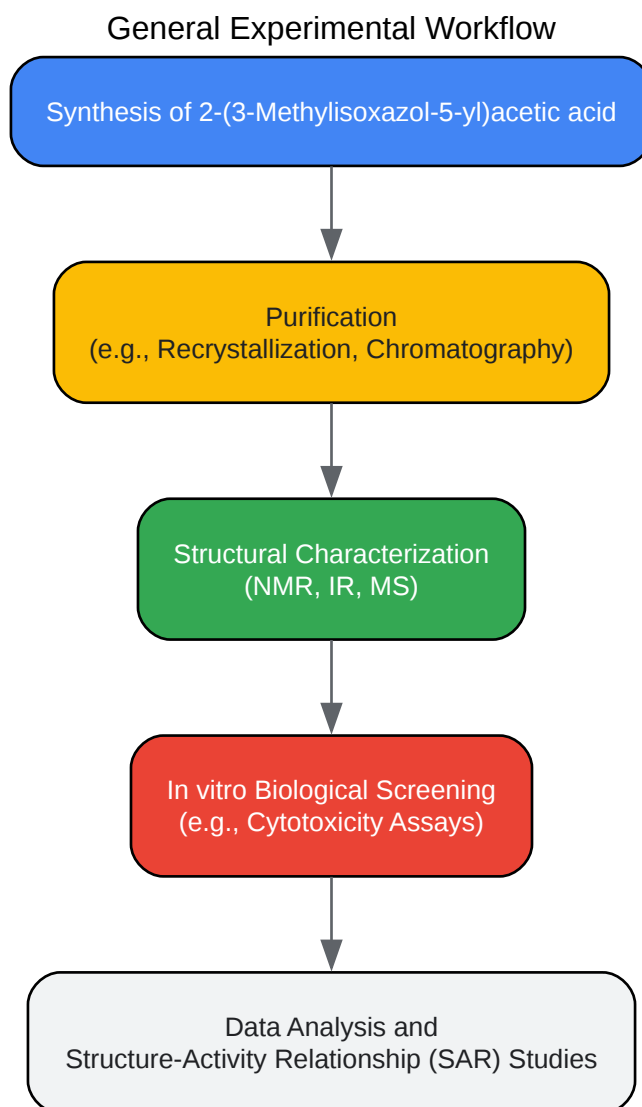 General Experimental Workflow
Synthesis of 2-(3-Methylisoxazol-5-yl)acetic acid
Purification
(e.g., Recrystallization, Chromatography)
Structural Characterization
(NMR, IR, MS)
In vitro Biological Screening
(e.g., Cytotoxicity Assays)
Data Analysis and
Structure-Activity Relationship (SAR) Studies